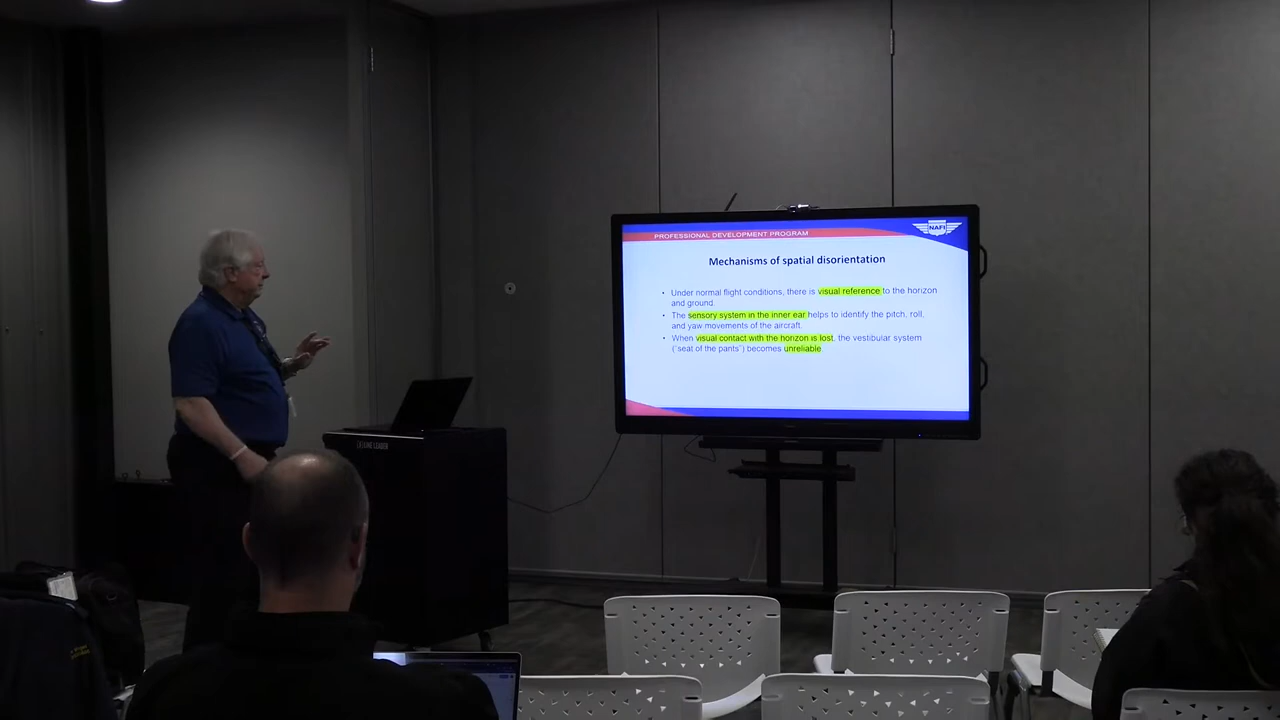 PROFESSIONAL DEVELOPMENT PROGRAM
NAFI
Mechanisms of spatial disorientation
• Under normal flight conditions, there is visual reference to the horizon
and ground.
• The sensory system in the inner ear helps to identify the pitch, roll,
and yaw movements of the aircraft.
• When visual contact with the horizon is lost, the vestibular system
("seat of the pants") becomes unreliable.